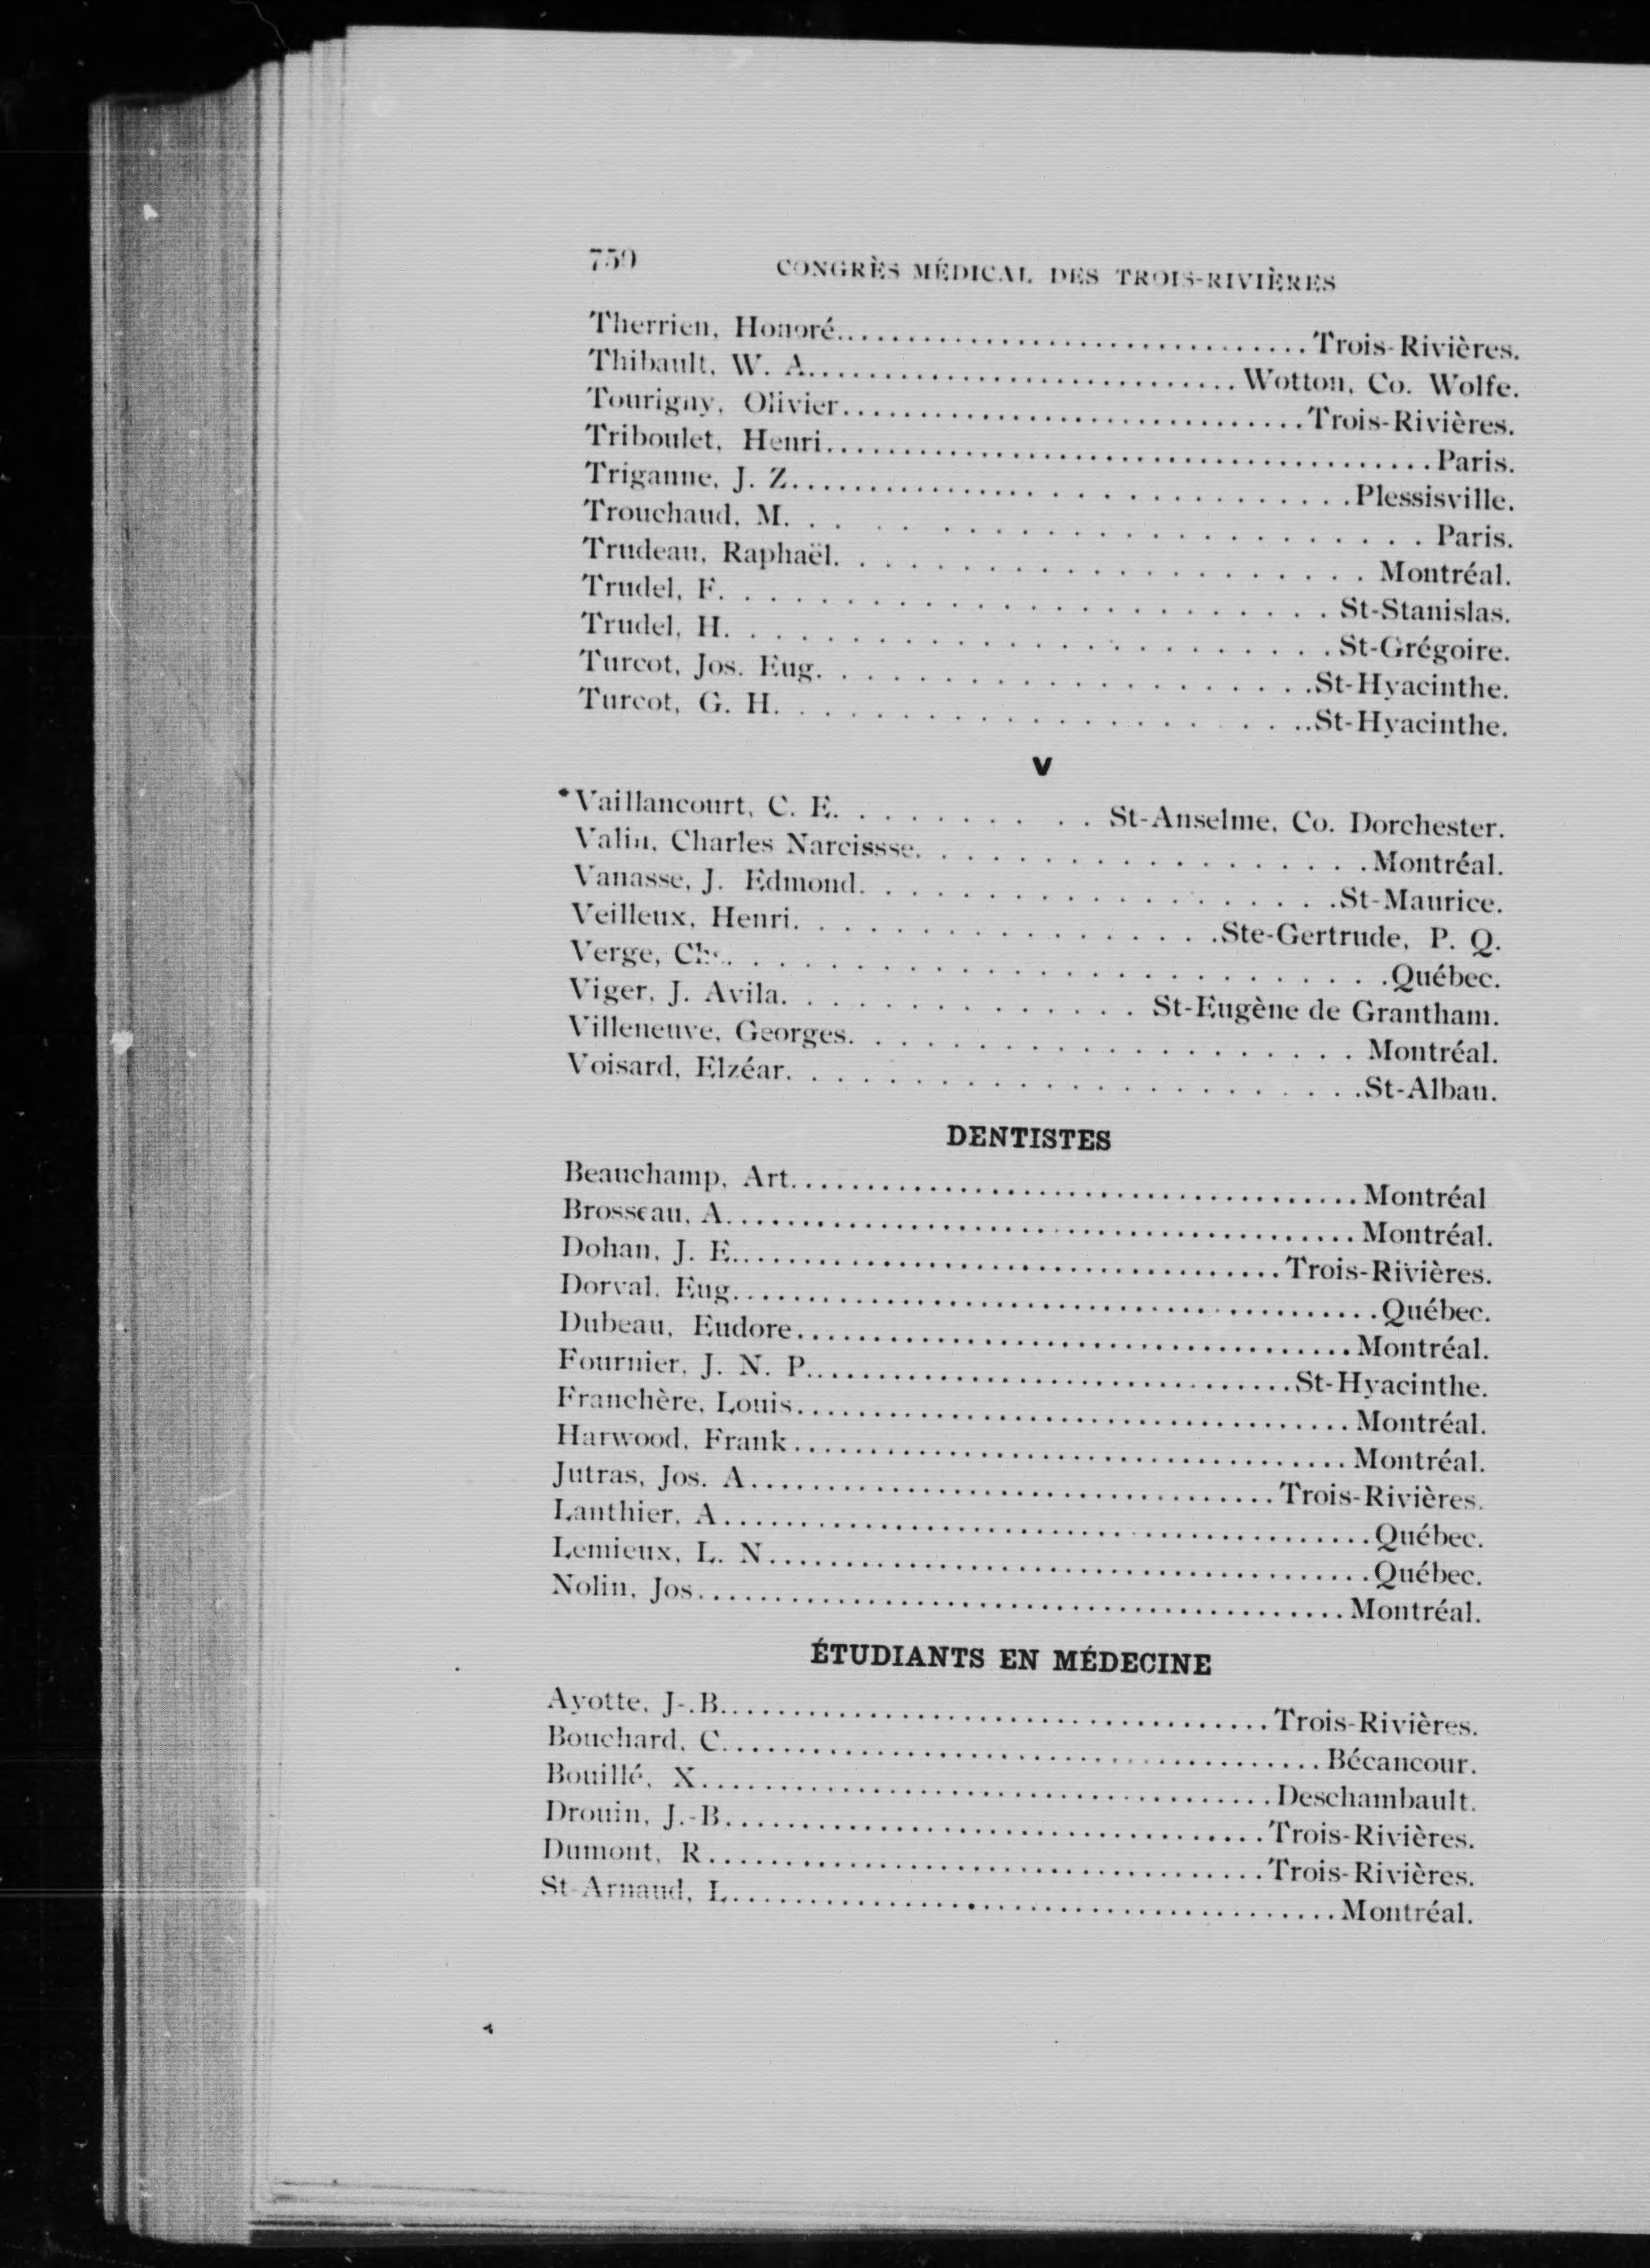 750 CONGRÈS MÉDICAL DES TROIS-RIVIÈRES
Therrien, Honoré.................................Trois-Rivières.
Thibault, W. A..............................Wotton, Co. Wolfe.
Tourigny, Olivier................................Trois-Rivières.
Triboulet, Henri.........................................Paris.
Triganne, J. Z...............................Plessisville.
Trouchaud, M. . . . . . . . . . . . . . . . . . . . . . . Paris.
Trudeau, Raphaël. . . . . . . . . . . . . . . . . . . . . Montréal.
Trudel, F. . . . . . . . . . . . . . . . . . . . . . . . St-Stanislas.
Trudel, H. . . . . . . . . . . . . . . . . . . . . . . . St-Grégoire.
Turcot, Jos. Eug. . . . . . . . . . . . . . . . . . . . .St-Hyacinthe.
Turcot, G. H. . . . . . . . . . . . . . . . . . . . . ..St-Hyacinthe.
V
*Vaillancourt, C. E. . . . . . . . . . . St-Anselme, Co. Dorchester.
Valin, Charles Narcissse. . . . . . . . . . . . . . . . . . .Montréal.
Vanasse, J. Edmond. . . . . . . . . . . . . . . . . . . .St-Maurice.
Veilleux, Henri. . . . . . . . . . . . . . . . . .Ste-Gertrude, P. Q.
Verge, . . . . . . . . . . . . . . . . . . . . . . . . . . .Québec.
Viger, J. Avila. . . . . . . . . . . . . . . St-Eugène de Grantham.
Villeneuve, Georges. . . . . . . . . . . . . . . . . . . . . Montréal.
Voisard, Elzéar. . . . . . . . . . . . . . . . . . . . . . . .St-Alban.
DENTISTES
Beauchamp, Art........................................Montréal
Brosseau, A............................................Montréal.
Dohan, J. E......................................Trois-Rivières.
Dorval, Eug.............................................Québec.
Dubeau, Eudore.......................................Montréal.
Fournier, J. N. P..................................St-Hyacinthe.
Franchère, Louis.......................................Montréal.
Harwood, Frank.......................................Montréal.
Jutras, Jos. A.....................................Trois-Rivières.
Lanthier, A.............................................Québec.
Lemieux, L. N..........................................Québec.
Nolin, Jos..............................................Montréal.
ÉTUDIANTS EN MÉDECINE
Ayotte, J-.B.......................................Trois-Rivières.
Bouchard, C..........................................Bécancour.
Bouillé, X........................................Deschambault.
Drouin, J.-B......................................Trois-Rivières.
Dumont, R.......................................Trois-Rivières.
St-Arnaud, L..........................................Montréal.